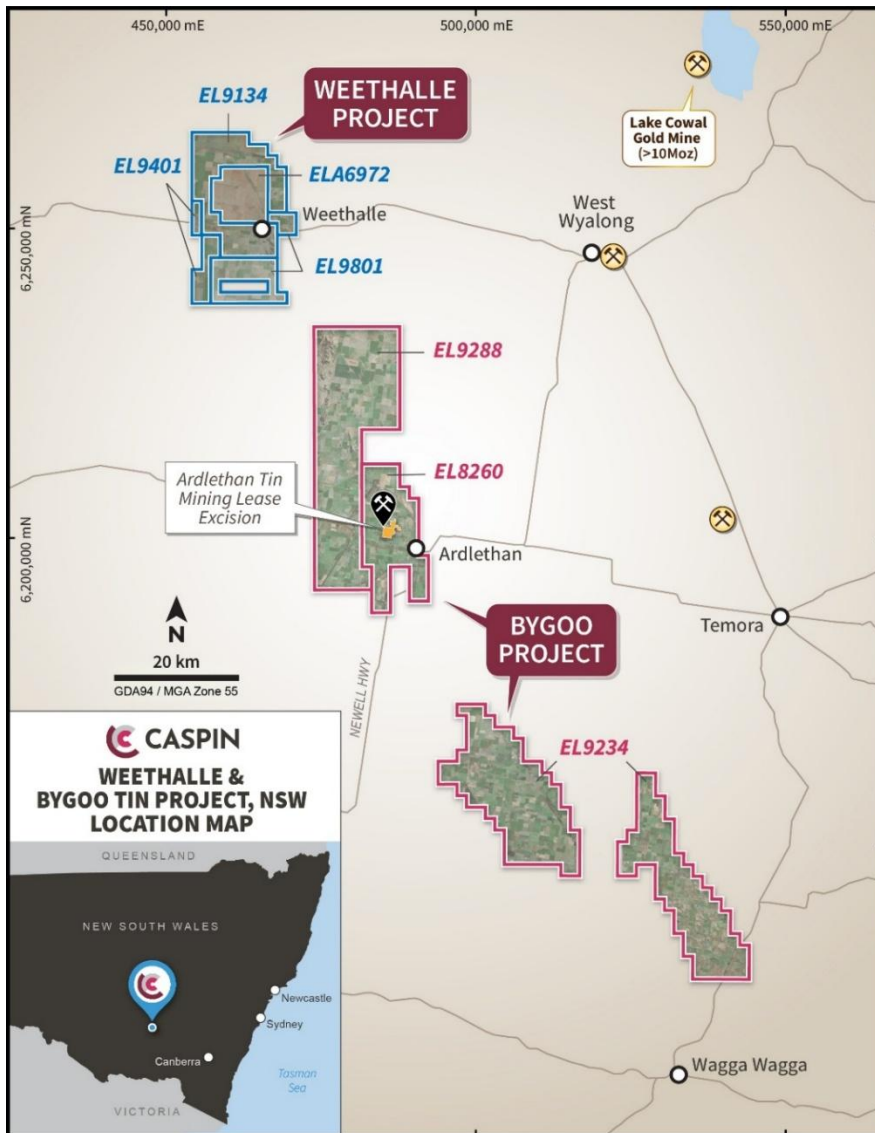 450,000 mE
500,000 mE
550,000 mE
EL9134
WEETHALLE
PROJECT
Lake Cowal
Gold Mine
(>10Moz)
EL9401
ELA6972
Weethalle
West
Wyalong
6,250,000 mN
EL9801
EL9288
Ardlethan Tin
Mining Lease
Excision
EL8260
Ardlethan
6,200,000 mN
BYGOO
PROJECT
Temora
N
20 km
GDA94 / MGA Zone 55
NEWELL HWY
EL9234
CASPIN
WEETHALLE &
BYGOO TIN PROJECT, NSW
LOCATION MAP
QUEENSLAND
NEW SOUTH WALES
Newcastle
Sydney
Canberra
Tasman
Sea
VICTORIA
Wagga Wagga